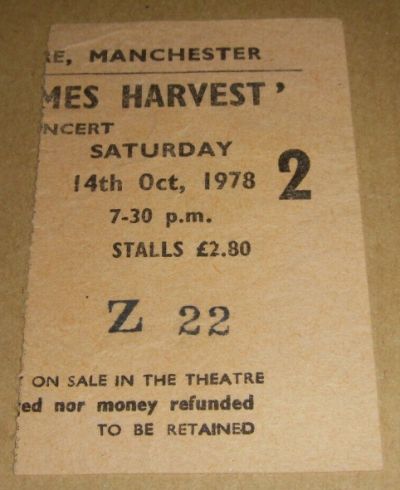 RE, MANCHESTER
MES HARVEST'
NCERT
SATURDAY
14th Oct, 1978
2
7-30 p.m.
STALLS £2.80
Z 22
ON SALE IN THE THEATRE
ed nor money refunded
TO BE RETAINED